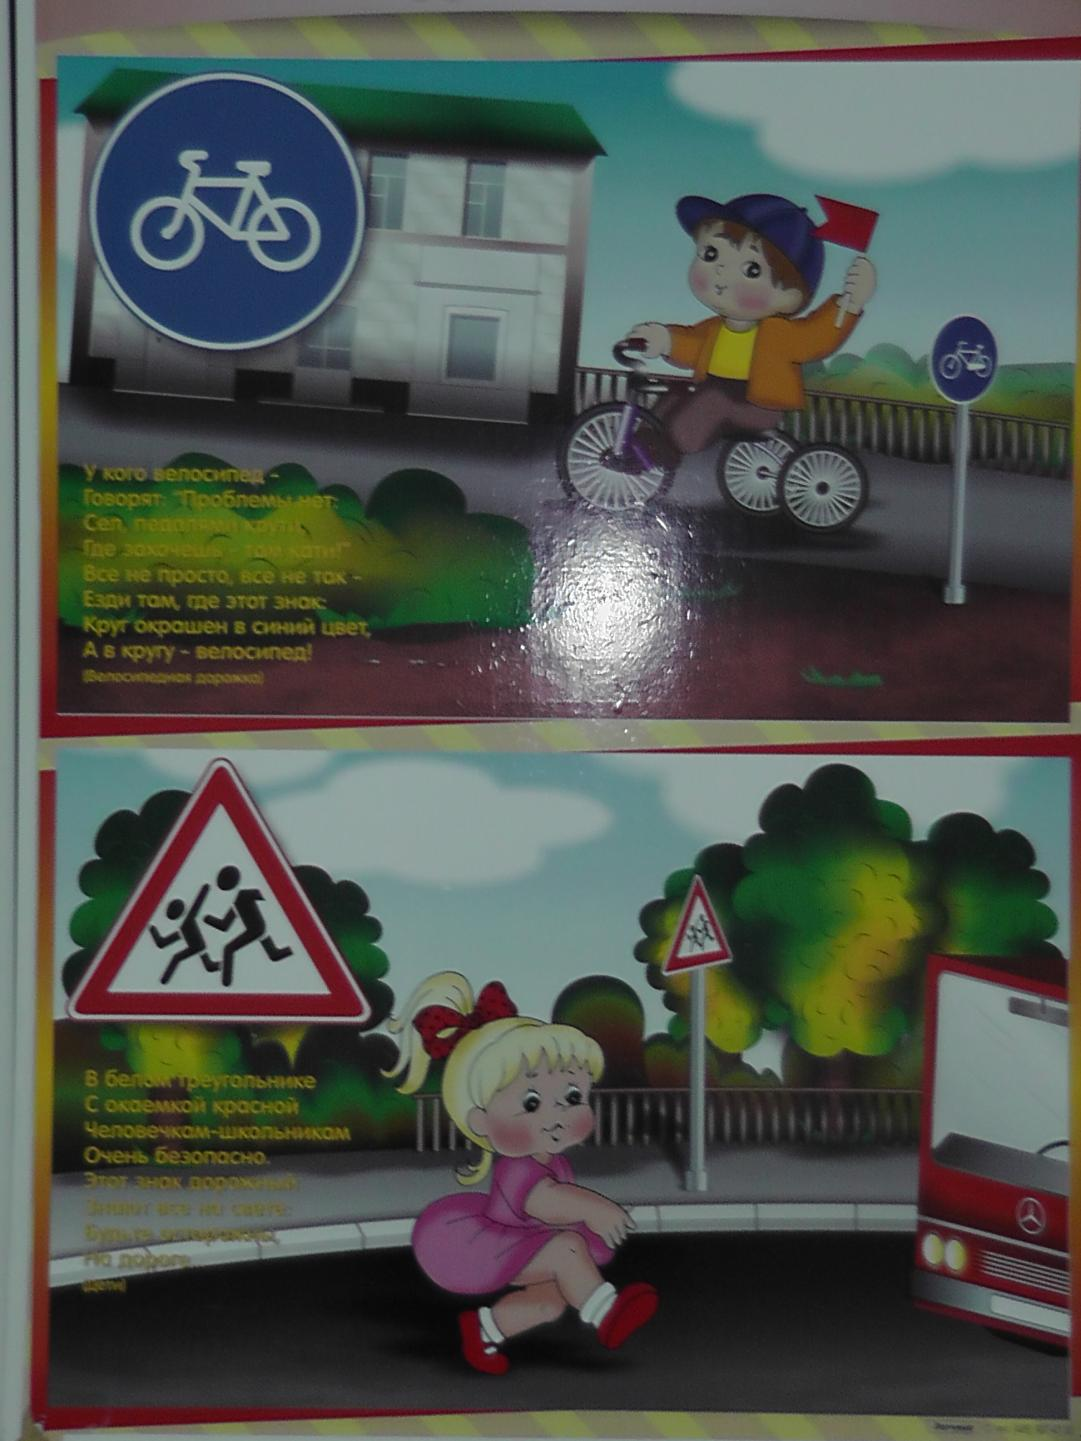 У кого велосипед -
Говорят: "Проблемы нет:
Сел, педалями крути,
Где захочешь - там кати!"
Все не просто, все не так -
Езди там, где этот знак:
Круг окрашен в синий цвет,
А в кругу - велосипед!
(Велосипедная дорожка)
В белом треугольнике
С окаемкой красной
Человечкам-школьникам
Очень безопасно.
Этот знак дорожный
Знают все на свете:
Будьте осторожны,
На дороге
(Дети)